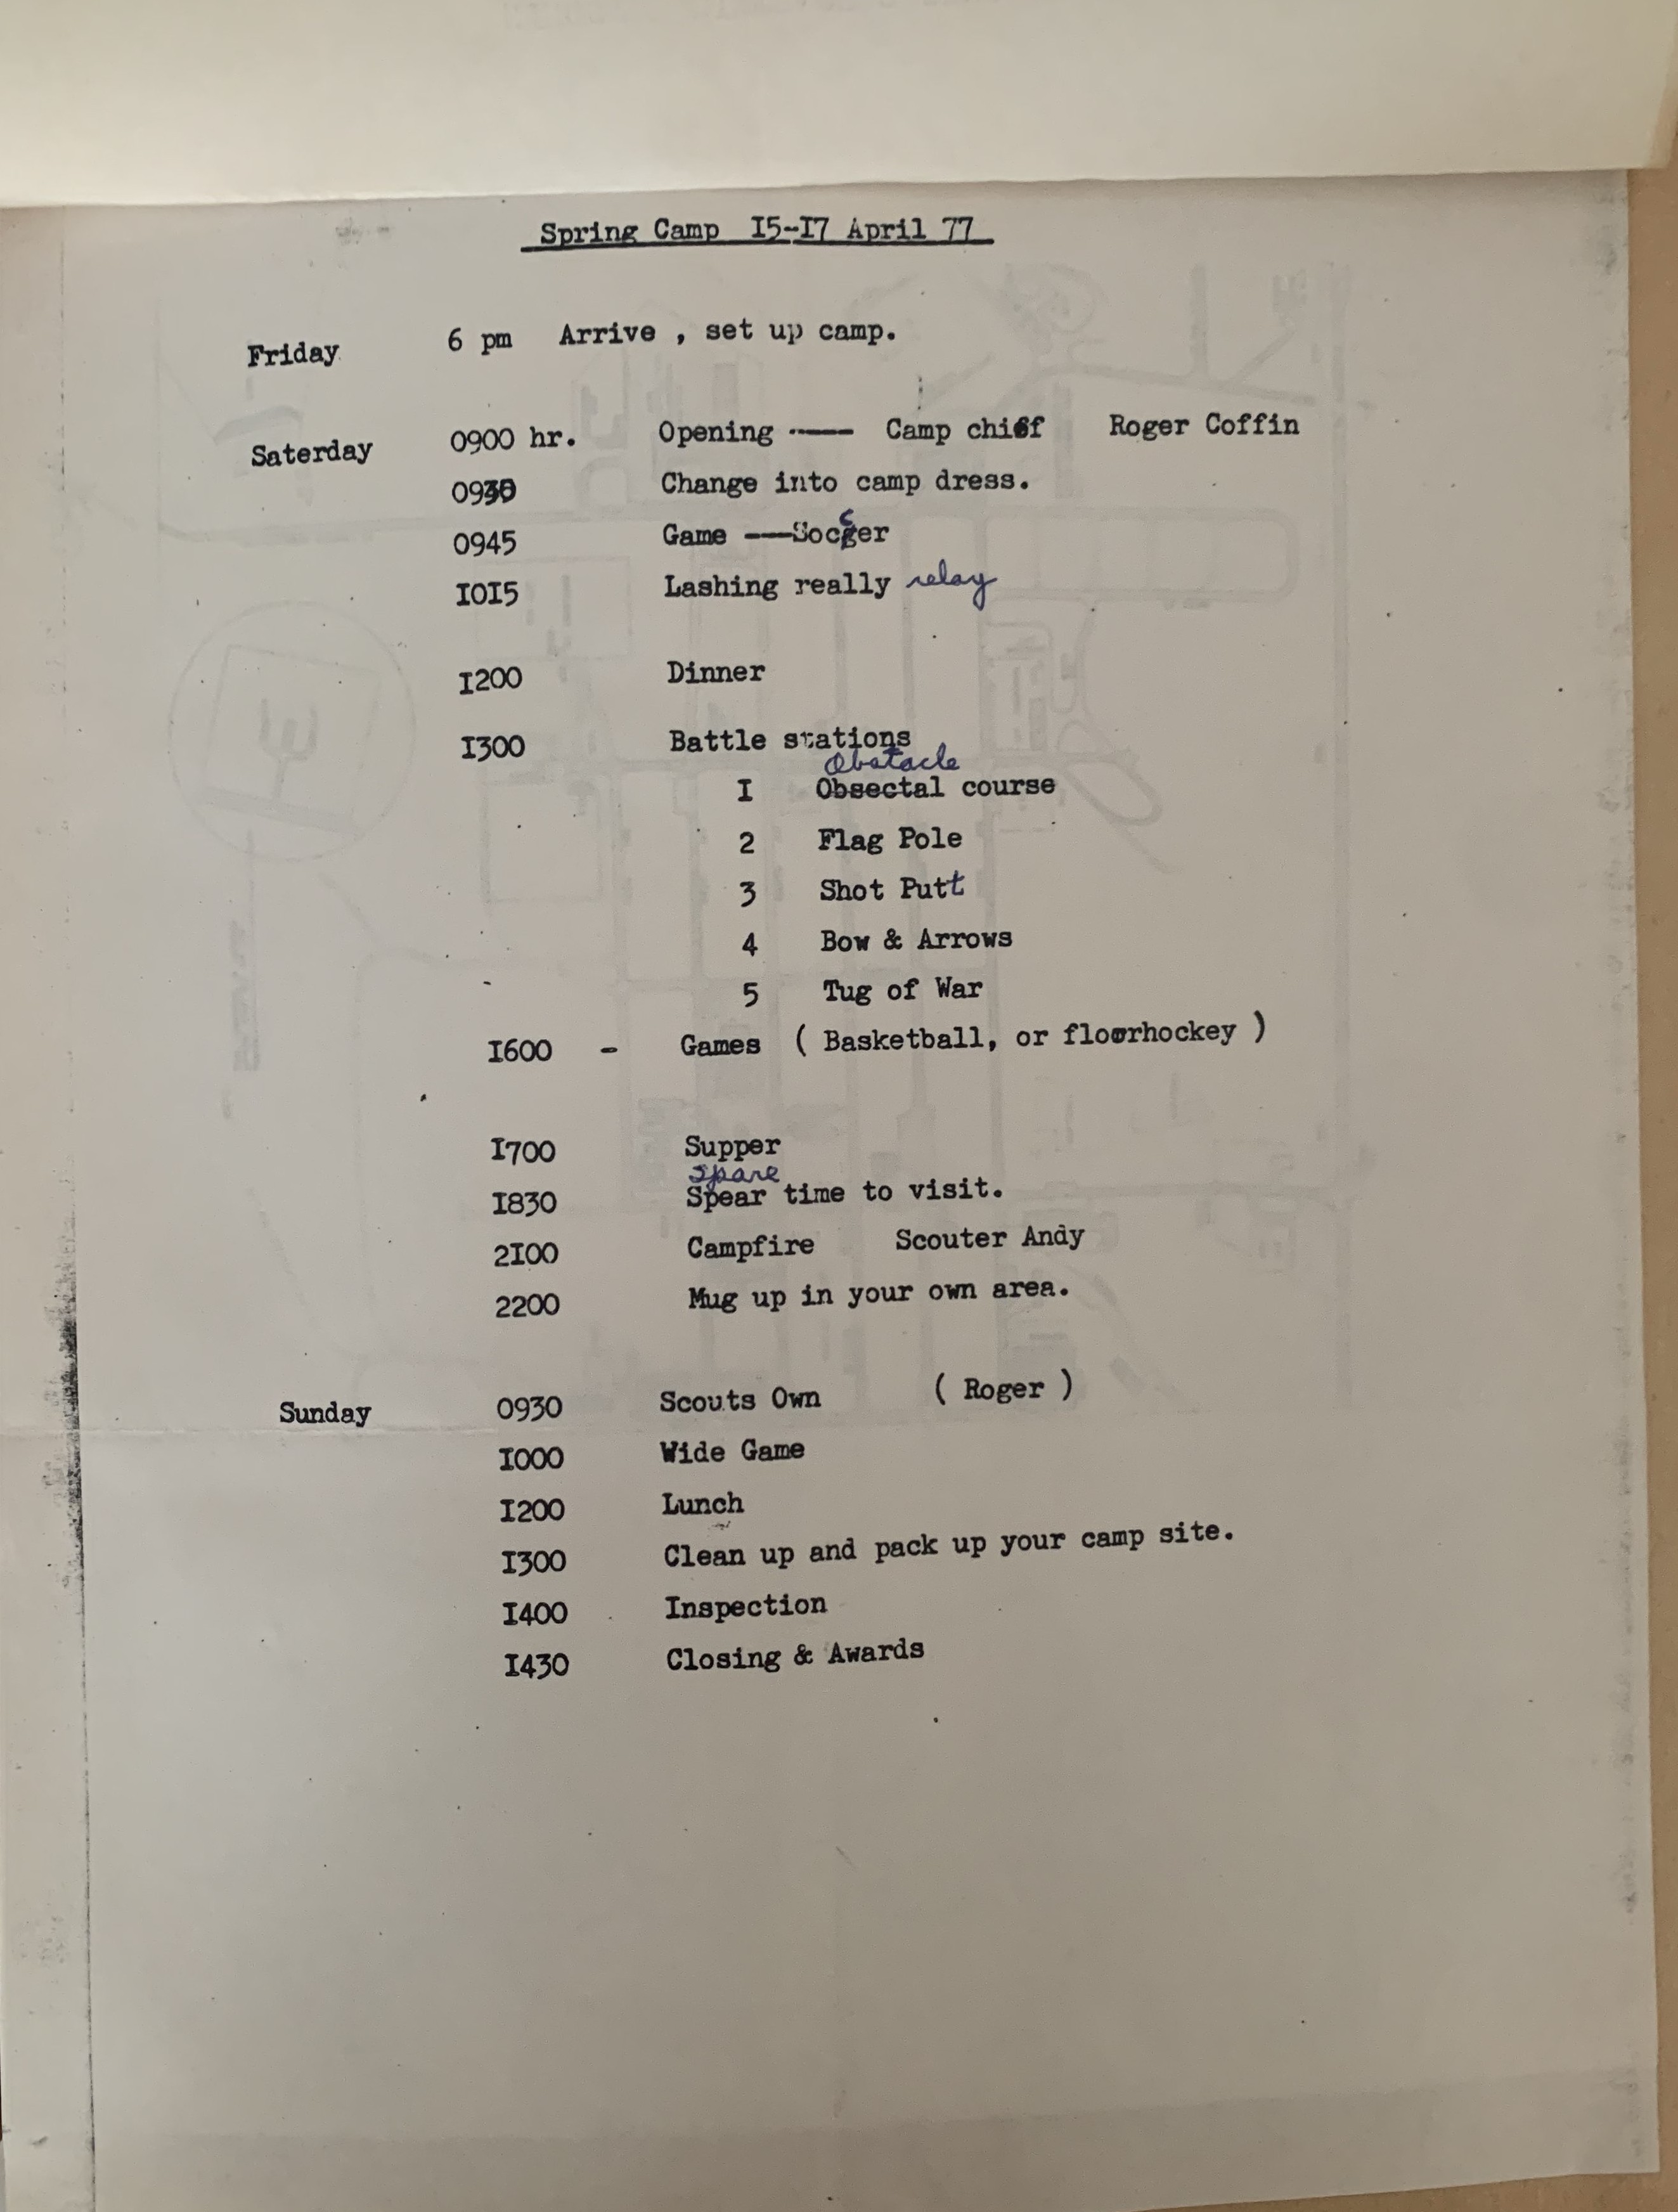 Spring Camp I5-I7 April 77
Friday 6 pm Arrive , set up camp.
Saterday 0900 hr. Opening ---- Camp chief Roger Coffin
0930 Change into camp dress.
0945 Game ---Soccer
I0I5 Lashing really relay
I200 Dinner
I300 Battle stations
Obstacle
I Obsectal course
2 Flag Pole
3 Shot Putt
4 Bow & Arrows
5 Tug of War
I600 - Games ( Basketball, or floorhockey )
I700 Supper
Spare
I830 Spear time to visit.
2I00 Campfire Scouter Andy
2200 Mug up in your own area.
Sunday 0930 Scouts Own ( Roger )
I000 Wide Game
I200 Lunch
I300 Clean up and pack up your camp site.
I400 Inspection
I430 Closing & Awards